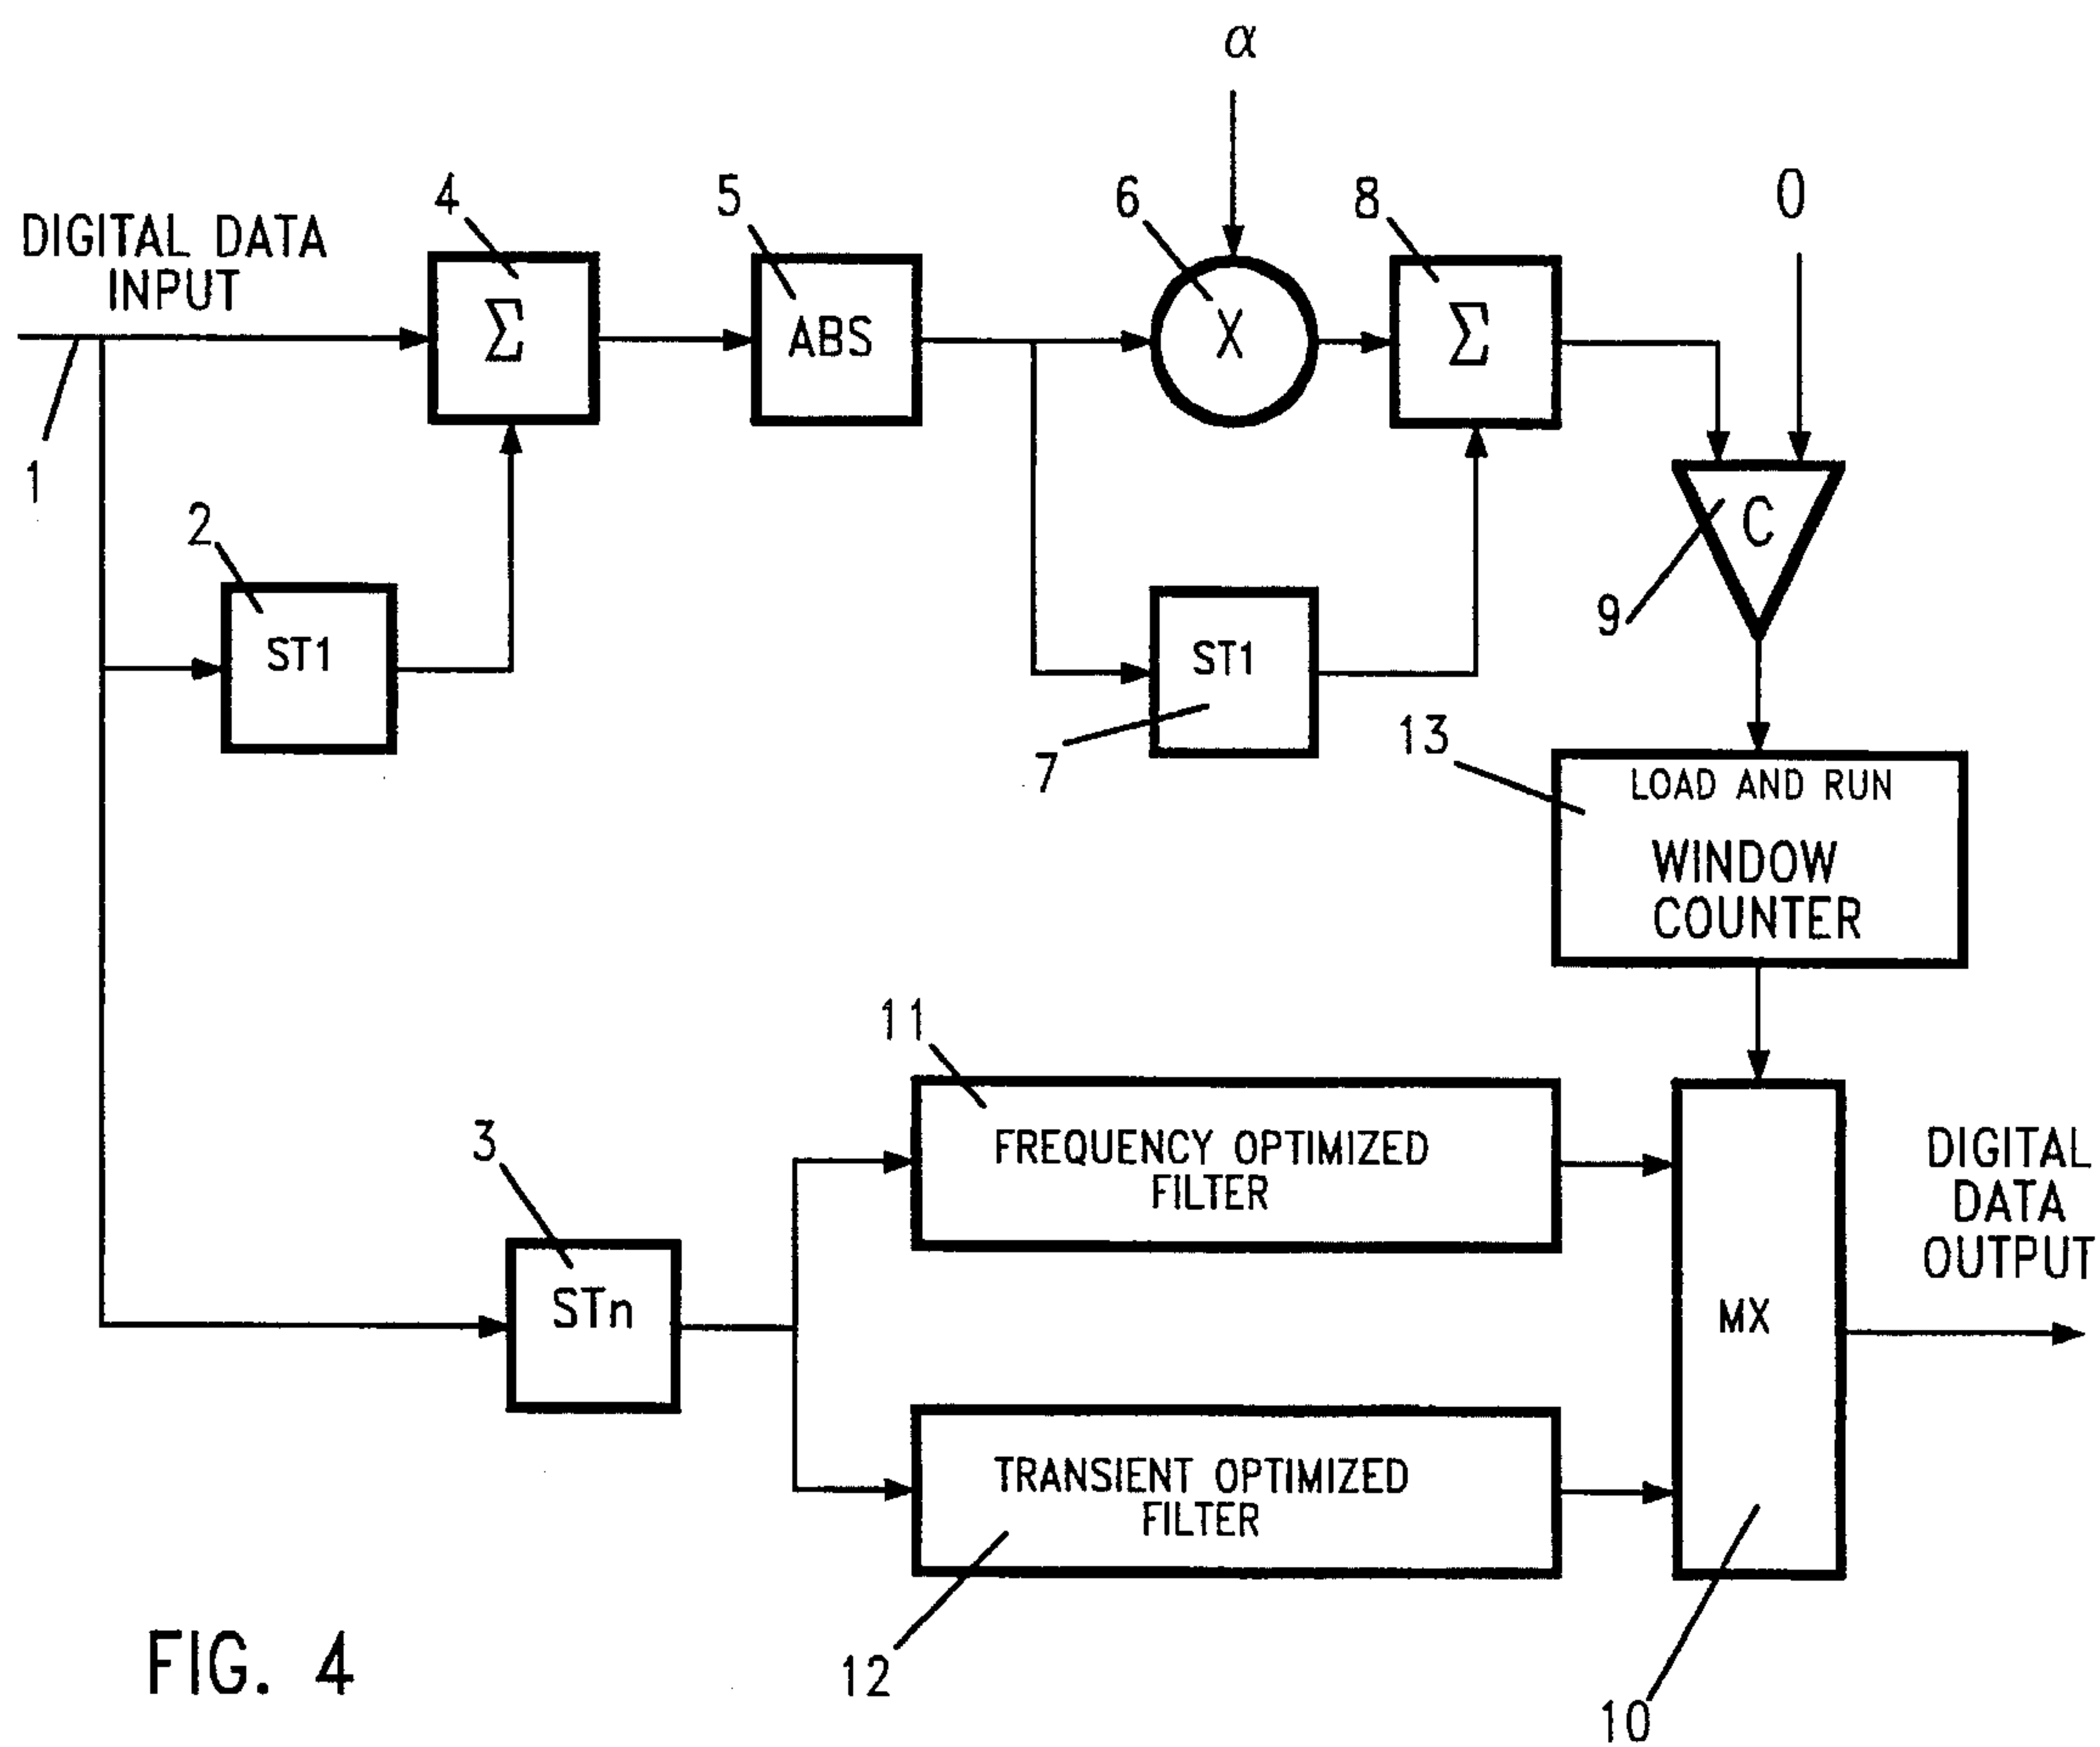 α
DIGITAL DATA
INPUT
4
5
6
8
0
Σ
ABS
X
Σ
1
2
ST1
C
9
ST1
7
13
LOAD AND RUN
WINDOW
COUNTER
11
FREQUENCY OPTIMIZED
FILTER
3
STn
MX
DIGITAL
DATA
OUTPUT
TRANSIENT OPTIMIZED
FILTER
12
10
FIG. 4